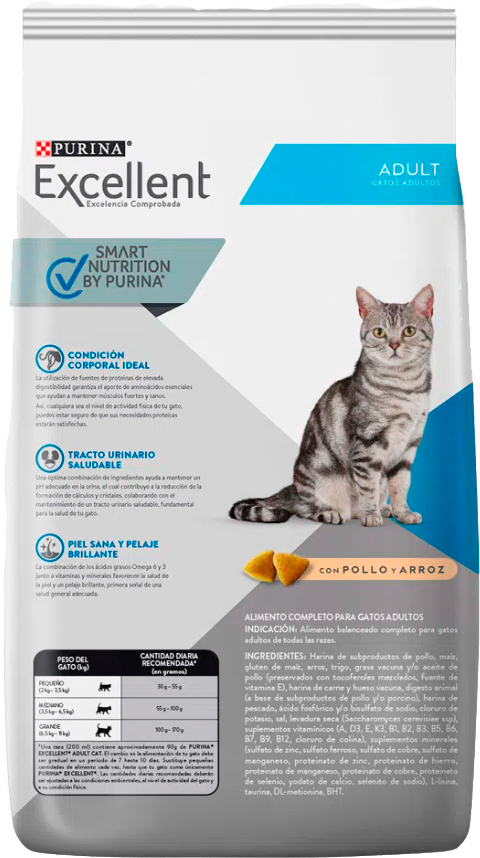 PURINA®
Excellent
Excelencia Comprobada
ADULT
GATOS ADULTOS
SMART
NUTRITION
BY PURINA®
CONDICIÓN
CORPORAL IDEAL
La utilización de fuentes de proteínas de elevada
digestibilidad garantiza el aporte de aminoácidos esenciales
que ayudan a mantener músculos fuertes y sanos.
Así, cualquiera sea el nivel de actividad física de tu gato,
puedes estar seguro de que sus necesidades proteicas
estarán satisfechas.
TRACTO URINARIO
SALUDABLE
Una óptima combinación de ingredientes ayuda a mantener un
pH adecuado en la orina, el cual contribuye a la reducción de la
formación de cálculos y cristales, colaborando con el
mantenimiento de un tracto urinario saludable, fundamental
para la salud de tu gato.
PIEL SANA Y PELAJE
BRILLANTE
La combinación de los ácidos grasos Omega 6 y 3
junto a vitaminas y minerales favorecen la salud de
la piel y un pelaje brillante, primera señal de una
salud general adecuada.
CON POLLO Y ARROZ
ALIMENTO COMPLETO PARA GATOS ADULTOS
INDICACIÓN: Alimento balanceado completo para gatos
adultos de todas las razas.
INGREDIENTES: Harina de subproductos de pollo, maíz,
gluten de maíz, arroz, trigo, grasa vacuna y/o aceite de
pollo (preservados con tocoferoles mezclados, fuente de
vitamina E), harina de carne y hueso vacuna, digesto animal
(a base de subproductos de pollo y/o porcino), harina de
pescado, ácido fosfórico y/o bisulfato de sodio, cloruro de
potasio, sal, levadura seca (Saccharomyces cerevisiae ssp),
suplementos vitamínicos (A, D3, E, K3, B1, B2, B3, B5, B6,
B7, B9, B12, cloruro de colina), suplementos minerales
(sulfato de zinc, sulfato ferroso, sulfato de cobre, sulfato de
manganeso, proteinato de zinc, proteinato de hierro,
proteinato de manganeso, proteinato de cobre, proteinato
de selenio, yodato de calcio, selenito de sodio), L-lisina,
taurina, DL-metionina, BHT.
PESO DEL
GATO (kg)
CANTIDAD DIARIA
RECOMENDADA*
(en gramos)
PEQUEÑO
(2 kg - 3,5 kg)
30 g - 55 g
MEDIANO
(3,5 kg - 6,5 kg)
55 g - 100 g
GRANDE
(6,5 kg - 8 kg)
100 g - 170 g
*Una taza (200 ml) contiene aproximadamente 90g de PURINA®
EXCELLENT® ADULT CAT. El cambio en la alimentación de tu gato debe
ser gradual en un período de 7 hasta 10 días. Sustituye pequeñas
cantidades de alimento cada vez, hasta que tu gato come únicamente
PURINA® EXCELLENT®. Las cantidades diarias recomendadas deberán
ser ajustadas a las condiciones ambientales, al nivel de actividad del gato y
a su condición física.